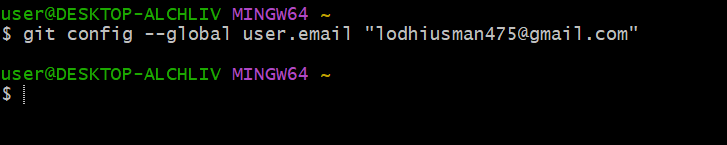 user@DESKTOP-ALCHLIV MINGW64 ~
$ git config --global user.email "lodhiusman475@gmail.com"
user@DESKTOP-ALCHLIV MINGW64 ~
$